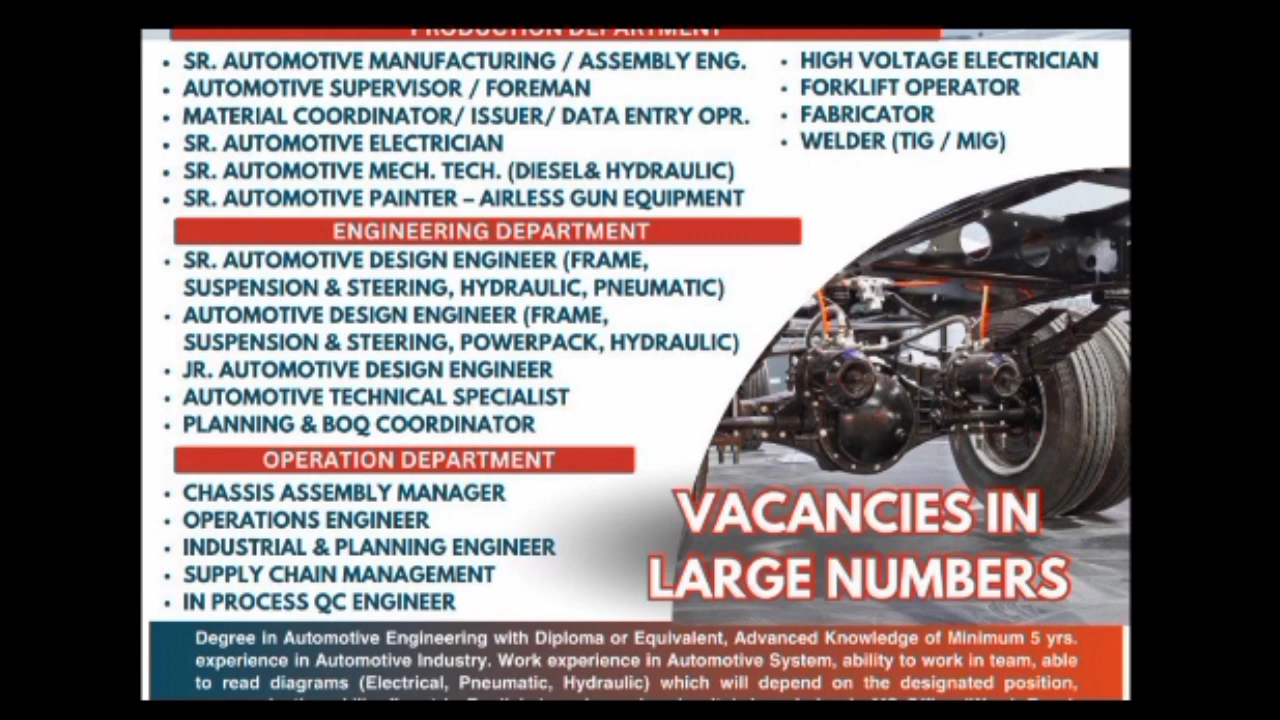 PRODUCTION DEPARTMENT
• SR. AUTOMOTIVE MANUFACTURING / ASSEMBLY ENG.
• AUTOMOTIVE SUPERVISOR / FOREMAN
• MATERIAL COORDINATOR/ ISSUER/ DATA ENTRY OPR.
• SR. AUTOMOTIVE ELECTRICIAN
• SR. AUTOMOTIVE MECH. TECH. (DIESEL& HYDRAULIC)
• SR. AUTOMOTIVE PAINTER – AIRLESS GUN EQUIPMENT
• HIGH VOLTAGE ELECTRICIAN
• FORKLIFT OPERATOR
• FABRICATOR
• WELDER (TIG / MIG)
ENGINEERING DEPARTMENT
• SR. AUTOMOTIVE DESIGN ENGINEER (FRAME,
SUSPENSION & STEERING, HYDRAULIC, PNEUMATIC)
• AUTOMOTIVE DESIGN ENGINEER (FRAME,
SUSPENSION & STEERING, POWERPACK, HYDRAULIC)
• JR. AUTOMOTIVE DESIGN ENGINEER
• AUTOMOTIVE TECHNICAL SPECIALIST
• PLANNING & BOQ COORDINATOR
OPERATION DEPARTMENT
• CHASSIS ASSEMBLY MANAGER
• OPERATIONS ENGINEER
• INDUSTRIAL & PLANNING ENGINEER
• SUPPLY CHAIN MANAGEMENT
• IN PROCESS QC ENGINEER
VACANCIES IN
LARGE NUMBERS
Degree in Automotive Engineering with Diploma or Equivalent, Advanced Knowledge of Minimum 5 yrs.
experience in Automotive Industry. Work experience in Automotive System, ability to work in team, able
to read diagrams (Electrical, Pneumatic, Hydraulic) which will depend on the designated position,